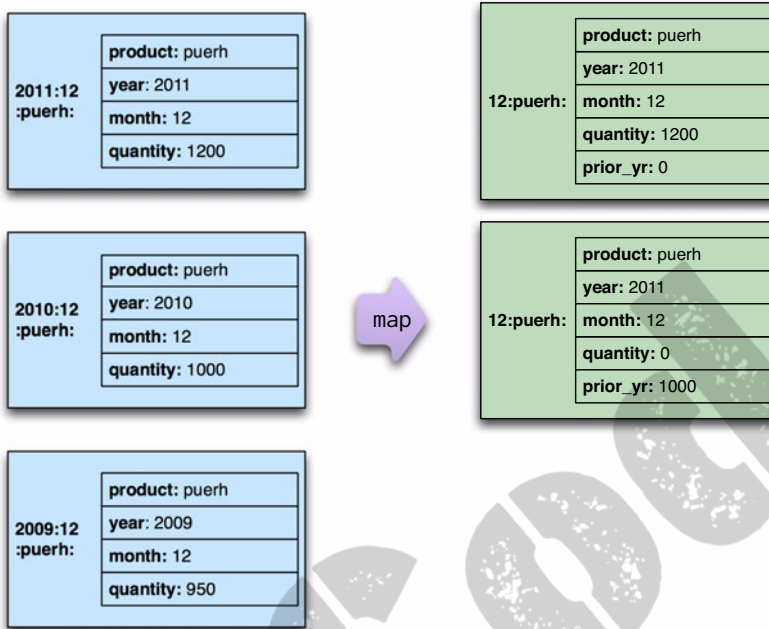 2011:12
:puerh:
product: puerh
year: 2011
month: 12
quantity: 1200
2010:12
:puerh:
product: puerh
year: 2010
month: 12
quantity: 1000
2009:12
:puerh:
product: puerh
year: 2009
month: 12
quantity: 950
map
12:puerh:
product: puerh
year: 2011
month: 12
quantity: 1200
prior_yr: 0
12:puerh:
product: puerh
year: 2011
month: 12
quantity: 0
prior_yr: 1000